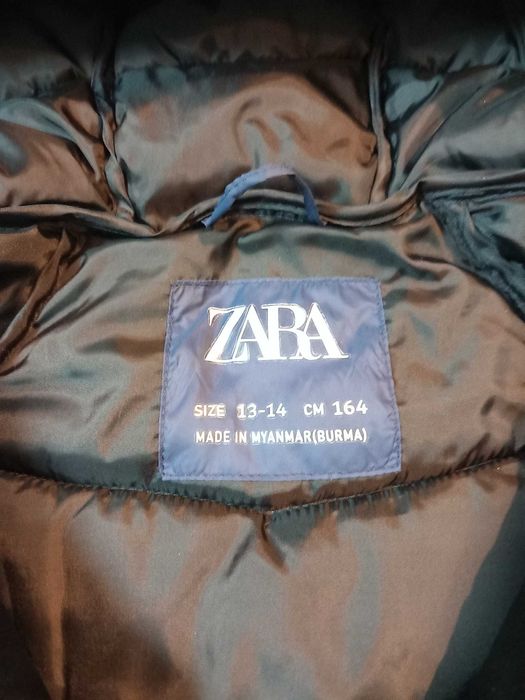 ZARA
SIZE 13-14 CM 164
MADE IN MYANMAR(BURMA)